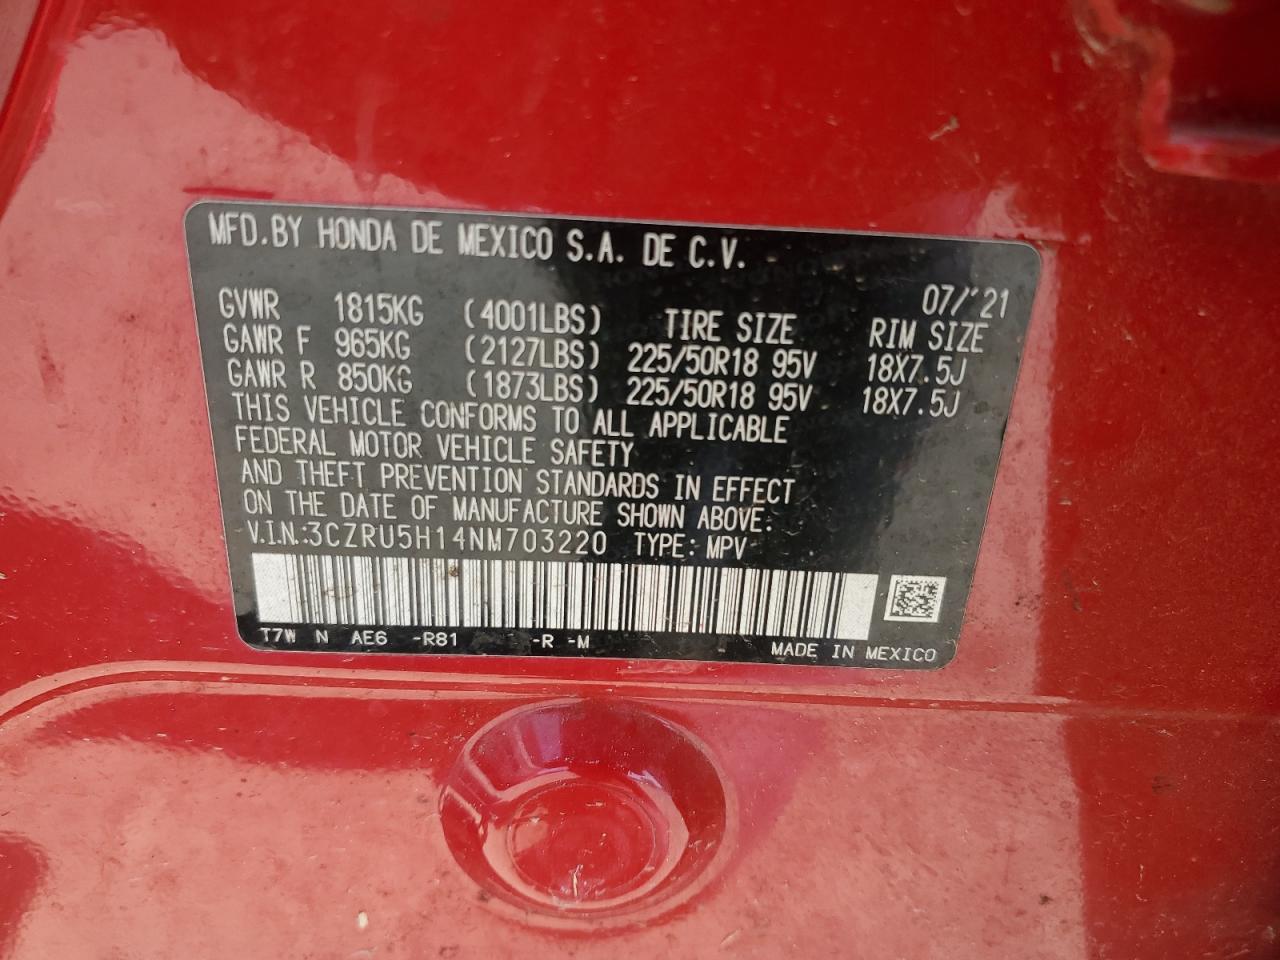 MFD.BY HONDA DE MEXICO S.A. DE C.V.
07/'21
GVWR 1815KG (4001LBS) TIRE SIZE RIM SIZE
GAWR F 965KG (2127LBS) 225/50R18 95V 18X7.5J
GAWR R 850KG (1873LBS) 225/50R18 95V 18X7.5J
THIS VEHICLE CONFORMS TO ALL APPLICABLE
FEDERAL MOTOR VEHICLE SAFETY
AND THEFT PREVENTION STANDARDS IN EFFECT
ON THE DATE OF MANUFACTURE SHOWN ABOVE.
V.I.N.:3CZRU5H14NM703220 TYPE: MPV
T7W N AE6 -R81 -R -M MADE IN MEXICO